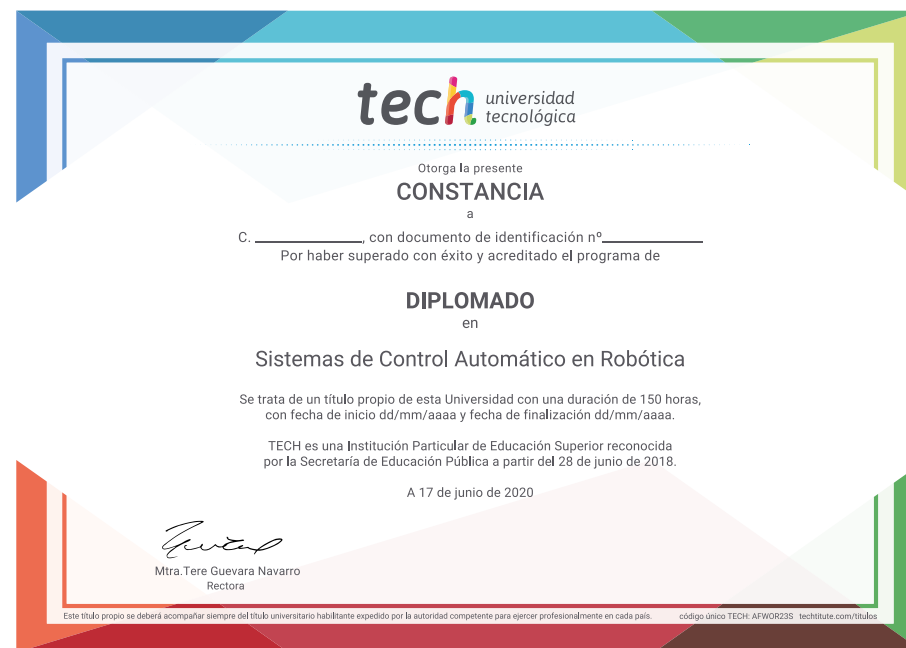 tech universidad
tecnológica
Otorga la presente
CONSTANCIA
a
C. ______________, con documento de identificación nº_____________
Por haber superado con éxito y acreditado el programa de
DIPLOMADO
en
Sistemas de Control Automático en Robótica
Se trata de un título propio de esta Universidad con una duración de 150 horas,
con fecha de inicio dd/mm/aaaa y fecha de finalización dd/mm/aaaa.
TECH es una Institución Particular de Educación Superior reconocida
por la Secretaría de Educación Pública a partir del 28 de junio de 2018.
A 17 de junio de 2020
Mtra.Tere Guevara Navarro
Rectora
Este título propio se deberá acompañar siempre del título universitario habilitante expedido por la autoridad competente para ejercer profesionalmente en cada país. código único TECH: AFWOR23S techtitute.com/titulos